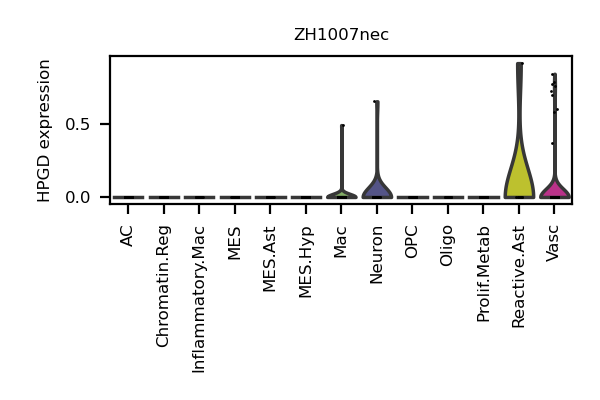 ZH1007nec
HPGD expression
0.5
0.0
AC
Chromatin.Reg
Inflammatory.Mac
MES
MES.Ast
MES.Hyp
Mac
Neuron
OPC
Oligo
Prolif.Metab
Reactive.Ast
Vasc